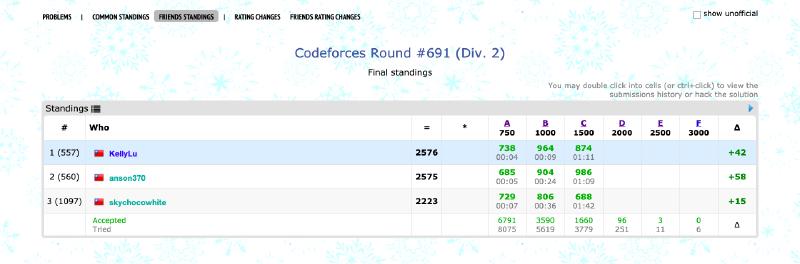 PROBLEMS | COMMON STANDINGS FRIENDS STANDINGS | RATING CHANGES FRIENDS RATING CHANGES show unofficial
Codeforces Round #691 (Div. 2)
Final standings
You may double click into cells (or ctrl+click) to view the
submissions history or hack the solution
Standings
# Who = * A B C D E F Δ
750 1000 1500 2000 2500 3000
1 (557) KellyLu 2576 738 964 874 +42
00:04 00:09 01:11
2 (560) anson370 2575 685 904 986 +58
00:05 00:24 01:09
3 (1097) skychocowhite 2223 729 806 688 +15
00:07 00:36 01:42
Accepted 6791 3590 1660 96 3 0 Δ
Tried 8075 5619 3779 251 11 6